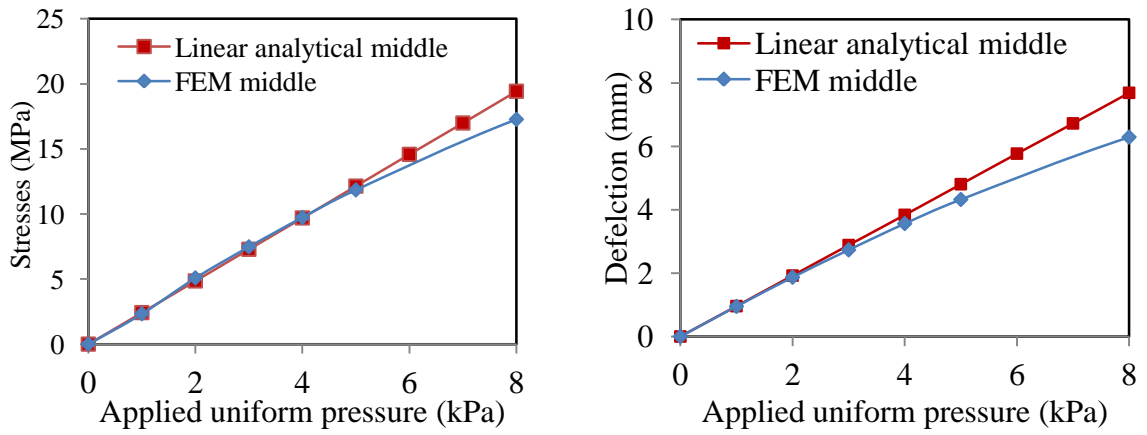 25
20
15
10
5
0
Stresses (MPa)
Linear analytical middle
FEM middle
0 2 4 6 8
Applied uniform pressure (kPa)
10
8
6
4
2
0
Defelction (mm)
Linear analytical middle
FEM middle
0 2 4 6 8
Applied uniform pressure (kPa)